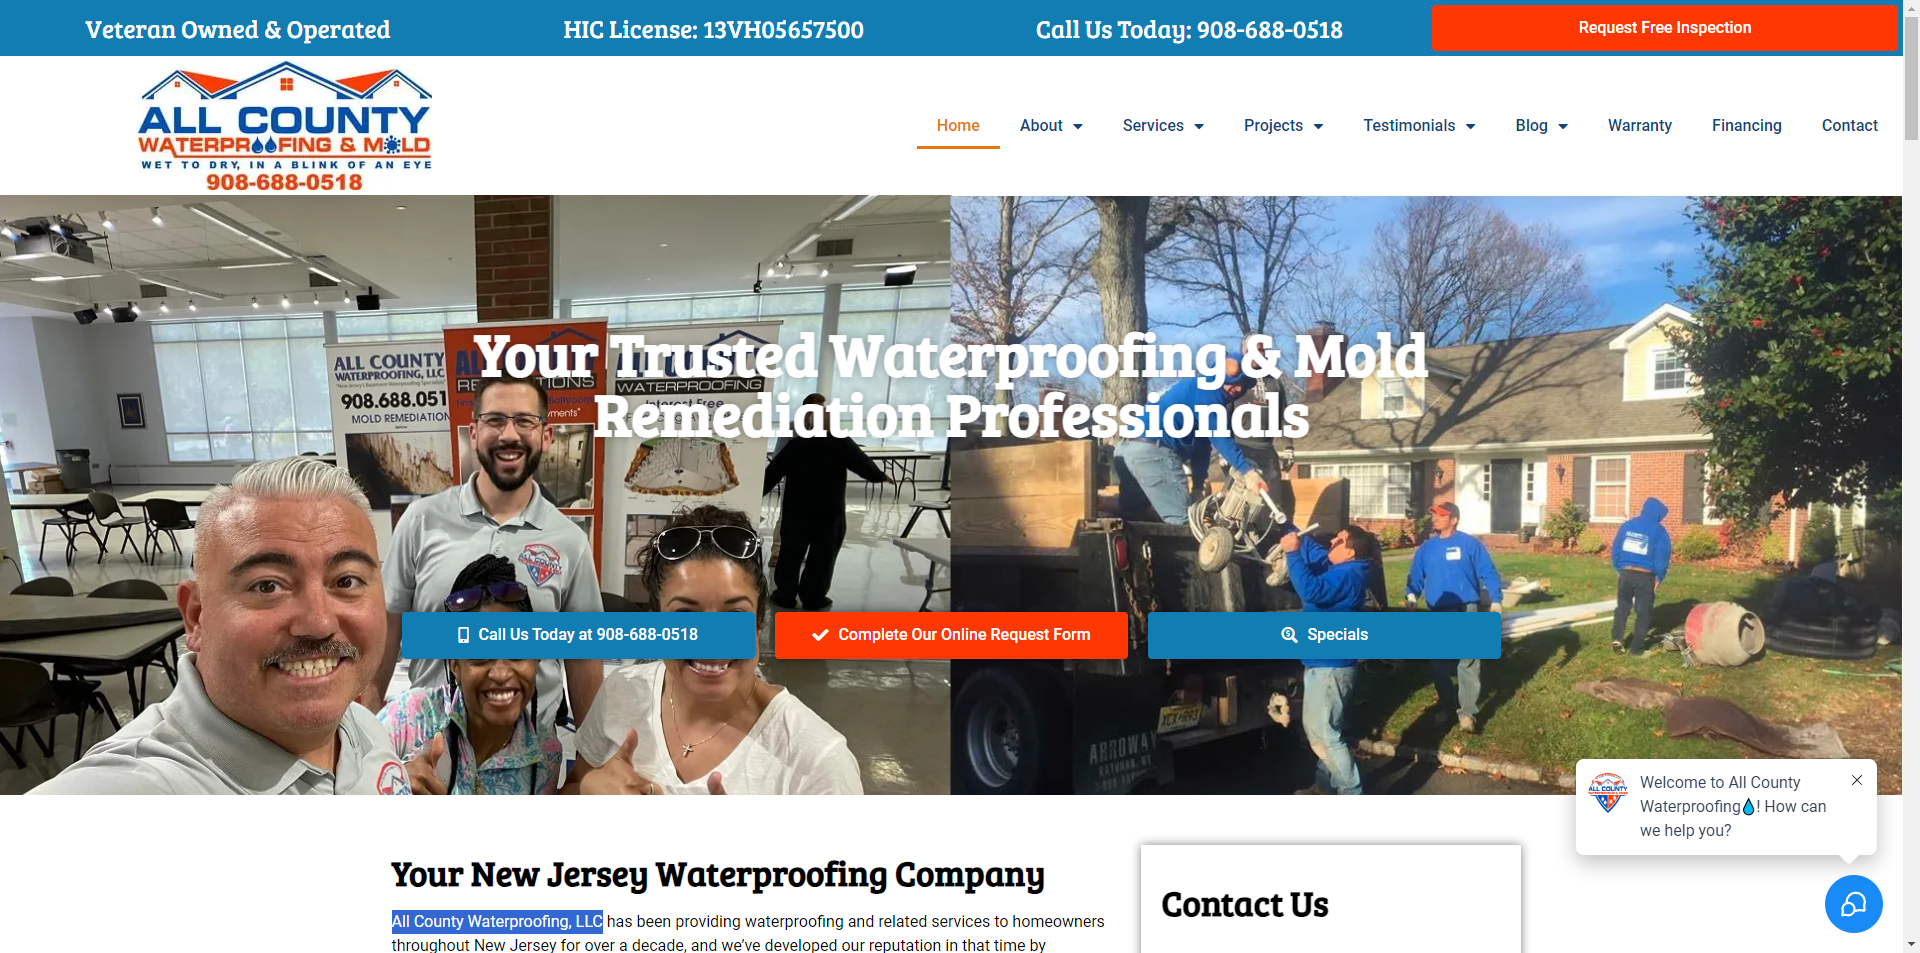 Veteran Owned & Operated
HIC License: 13VH05657500
Call Us Today: 908-688-0518
Request Free Inspection
ALL COUNTY
WATERPROOFING & MOLD
WET TO DRY, IN A BLINK OF AN EYE
908-688-0518
Home
About
Services
Projects
Testimonials
Blog
Warranty
Financing
Contact
Your Trusted Waterproofing & Mold
Remediation Professionals
ALL COUNTY
WATERPROOFING, LLC
908.688.051
MOLD REMEDIATION
WATERPROOFING
Interest Free
ALL COUNTY
ARROWAY
Call Us Today at 908-688-0518
Complete Our Online Request Form
Specials
Your New Jersey Waterproofing Company
All County Waterproofing, LLC has been providing waterproofing and related services to homeowners
throughout New Jersey for over a decade, and we’ve developed our reputation in that time by
Contact Us
Welcome to All County
Waterproofing💧! How can
we help you?